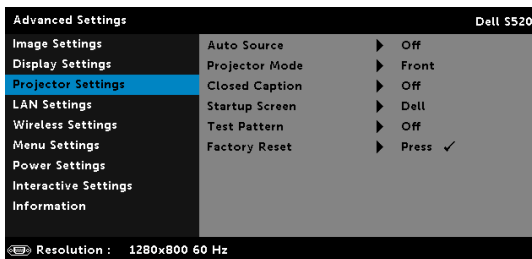 Advanced Settings Dell S520
Image Settings Auto Source Off
Display Settings Projector Mode Front
Projector Settings Closed Caption Off
LAN Settings Startup Screen Dell
Wireless Settings Test Pattern Off
Menu Settings Factory Reset Press ✓
Power Settings
Interactive Settings
Information
Resolution : 1280x800 60 Hz